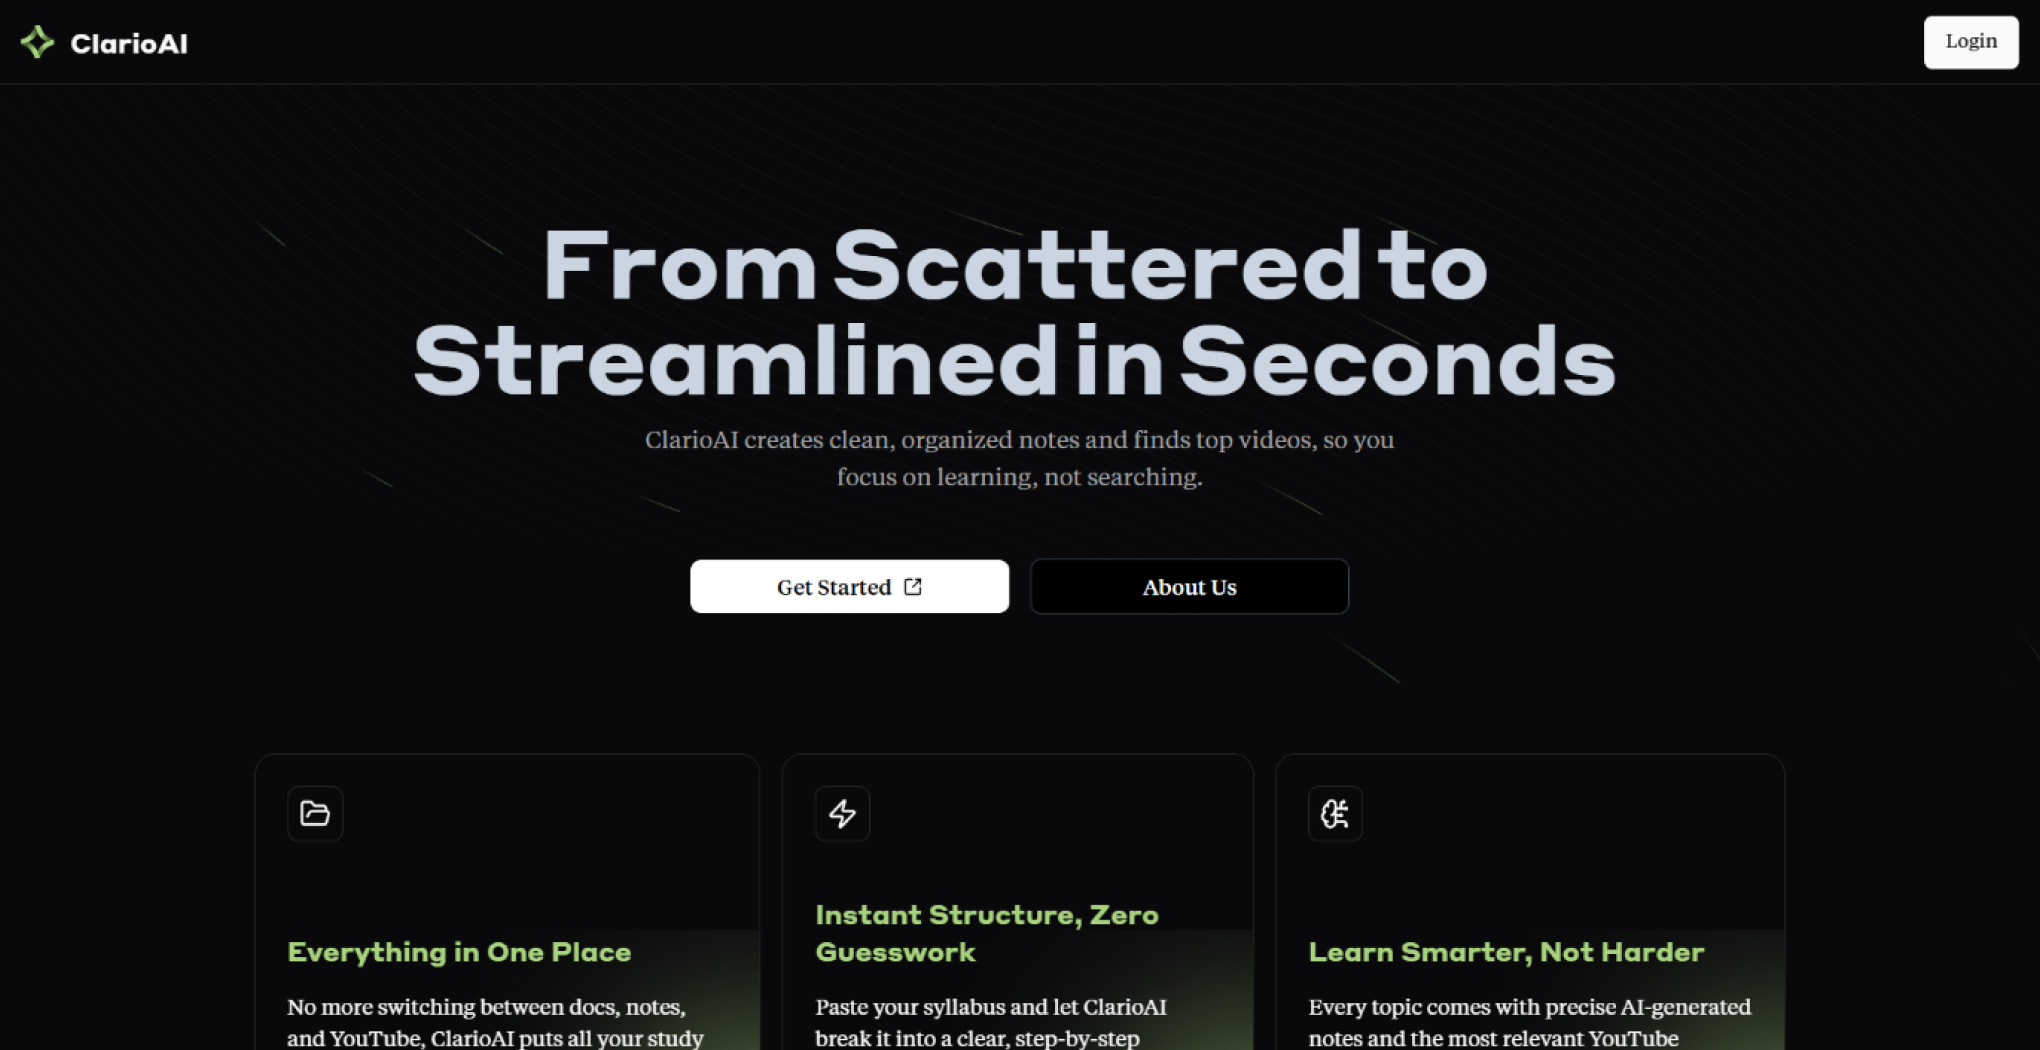 ClarioAI
Login
From Scattered to
Streamlined in Seconds
ClarioAI creates clean, organized notes and finds top videos, so you
focus on learning, not searching.
Get Started
About Us
Everything in One Place
No more switching between docs, notes,
and YouTube, ClarioAI puts all your study
Instant Structure, Zero
Guesswork
Paste your syllabus and let ClarioAI
break it into a clear, step-by-step
Learn Smarter, Not Harder
Every topic comes with precise AI-generated
notes and the most relevant YouTube